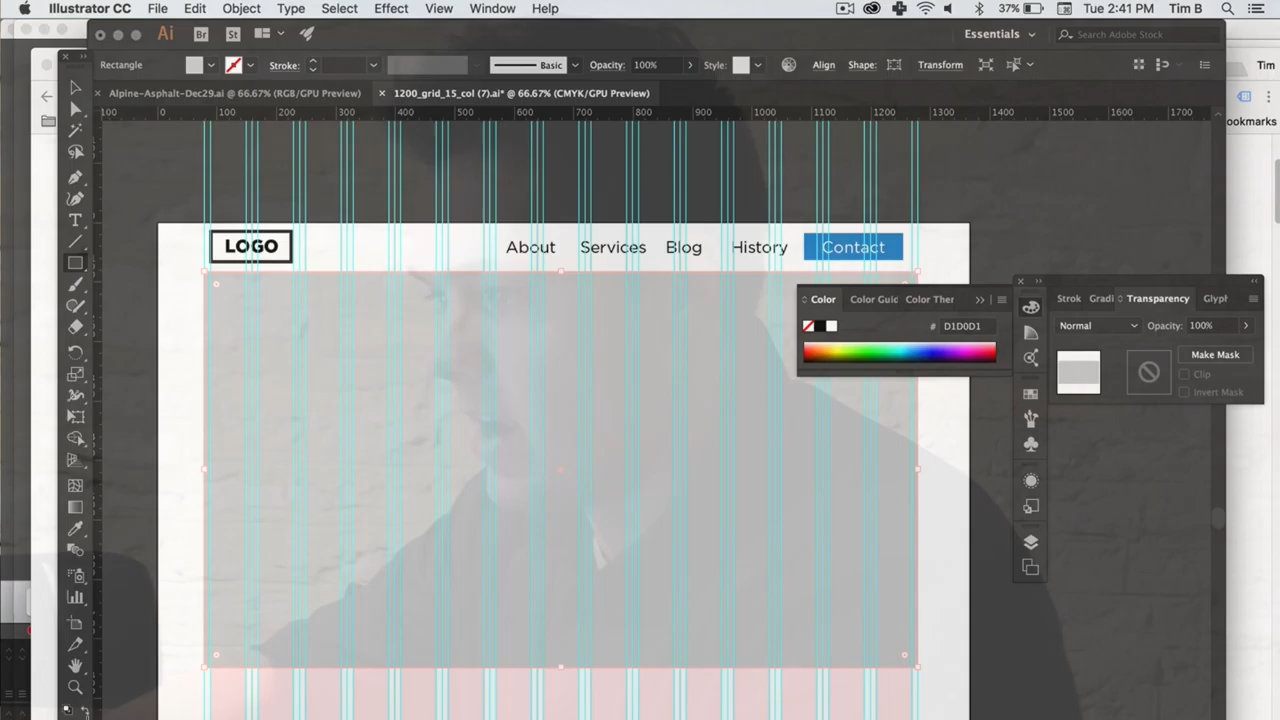 Illustrator CC File Edit Object Type Select Effect View Window Help 37% Tue 2:41 PM Tim B
Ai Br St Essentials Search Adobe Stock
Tim
Rectangle Stroke: Basic Opacity: 100% Style: Align Shape: Transform
× Alpine-Asphalt-Dec29.ai @ 66.67% (RGB/GPU Preview) × 1200_grid_15_col (7).ai* @ 66.67% (CMYK/GPU Preview)
100 0 100 200 300 400 500 600 700 800 900 1000 1100 1200 1300 1400 1500 1600 1700
okmarks
LOGO About Services Blog History Contact
Color Color Guid Color Ther
Strok Gradi Transparency Glyph
# D1D0D1
Normal Opacity: 100%
Make Mask
Clip
Invert Mask